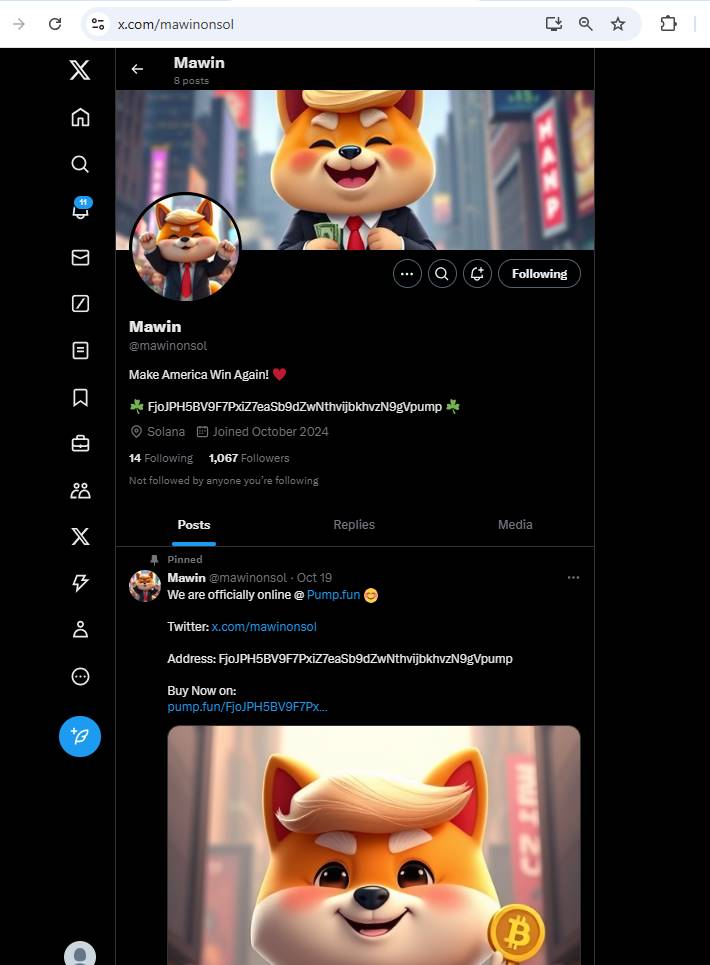 x.com/mawinonsol
Mawin
8 posts
11
Following
Mawin
@mawinonsol
Make America Win Again! ♥️
☘️ FjoJPH5BV9F7PxiZ7eaSb9dZwNthvijbkhvzN9gVpump ☘️
Solana Joined October 2024
14 Following 1,067 Followers
Not followed by anyone you're following
Posts Replies Media
Pinned
Mawin @mawinonsol · Oct 19
We are officially online @ Pump.fun 😊
Twitter: x.com/mawinonsol
Address: FjoJPH5BV9F7PxiZ7eaSb9dZwNthvijbkhvzN9gVpump
Buy Now on:
pump.fun/FjoJPH5BV9F7Px...